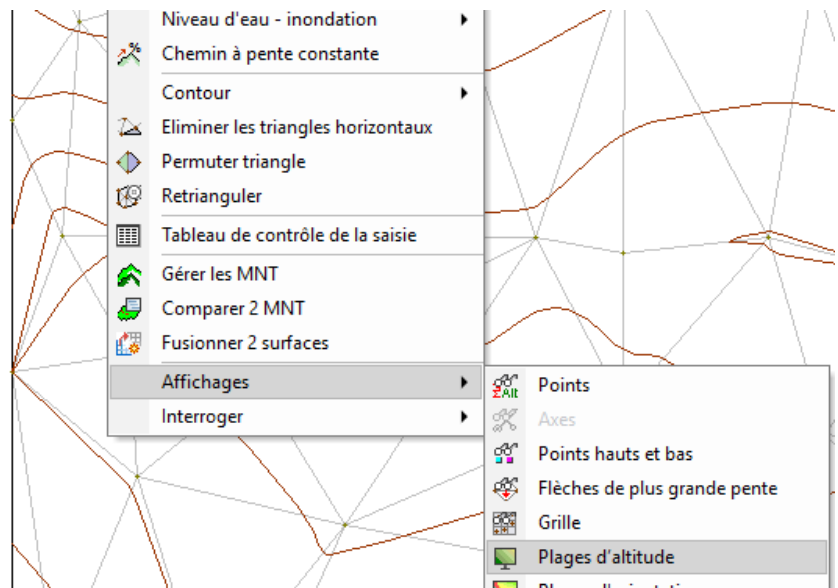 Niveau d'eau - inondation
Chemin à pente constante
Contour
Eliminer les triangles horizontaux
Permuter triangle
Retrianguler
Tableau de contrôle de la saisie
Gérer les MNT
Comparer 2 MNT
Fusionner 2 surfaces
Affichages
Interroger
ΣAlt Points
Axes
Points hauts et bas
Flèches de plus grande pente
Grille
Plages d'altitude